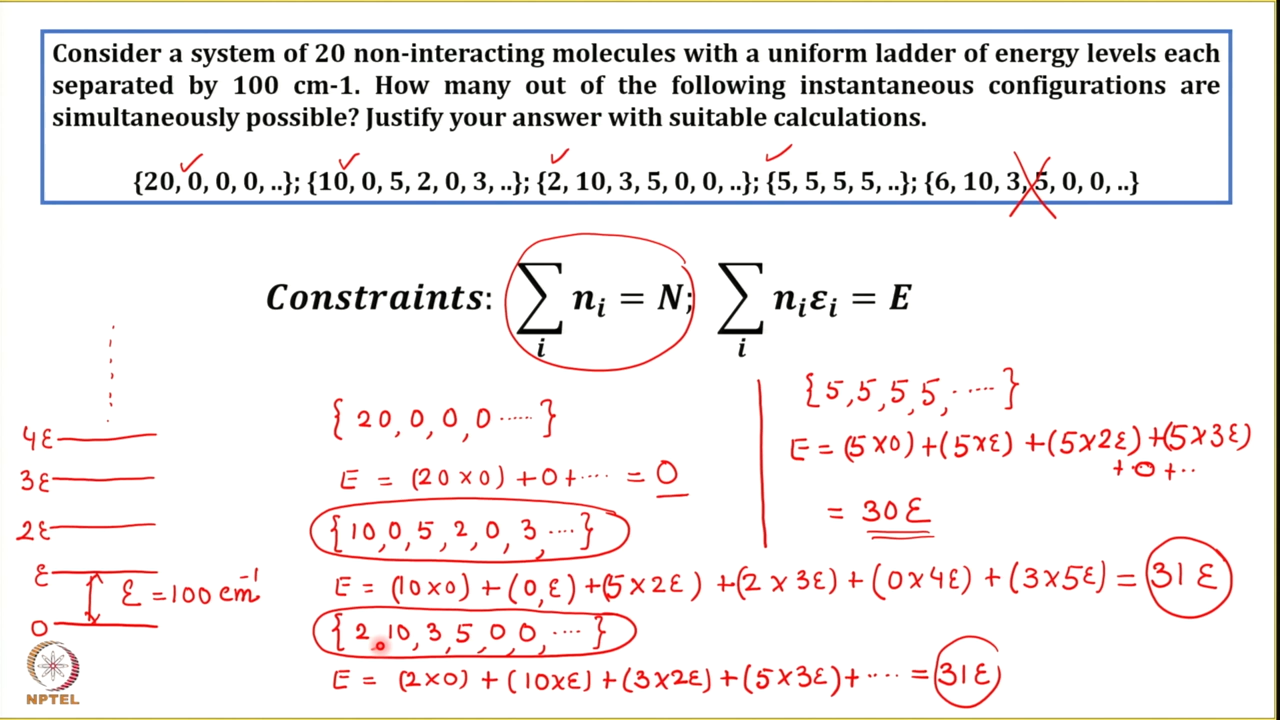 Consider a system of 20 non-interacting molecules with a uniform ladder of energy levels each
separated by 100 cm-1. How many out of the following instantaneous configurations are
simultaneously possible? Justify your answer with suitable calculations.
{20, 0, 0, 0, ..}; {10, 0, 5, 2, 0, 3, ..}; {2, 10, 3, 5, 0, 0, ..}; {5, 5, 5, 5, ..}; {6, 10, 3, 5, 0, 0, ..}
Constraints: ∑i ni = N; ∑i niεi = E
4ε
3ε
2ε
ε
0
ε = 100 cm⁻¹
{ 20, 0, 0, 0 ····· }
E = (20 × 0) + 0 + ···· = 0
{ 10, 0, 5, 2, 0, 3, ···· }
E = (10×0) + (0,ε) + (5×2ε) + (2×3ε) + (0×4ε) + (3×5ε) = 31ε
{ 2, 10, 3, 5, 0, 0, ···· }
E = (2×0) + (10×ε) + (3×2ε) + (5×3ε) + ···· = 31ε
{ 5, 5, 5, 5, ····· }
E = (5×0) + (5×ε) + (5×2ε) + (5×3ε)
+ 0 + ··
= 30ε
NPTEL